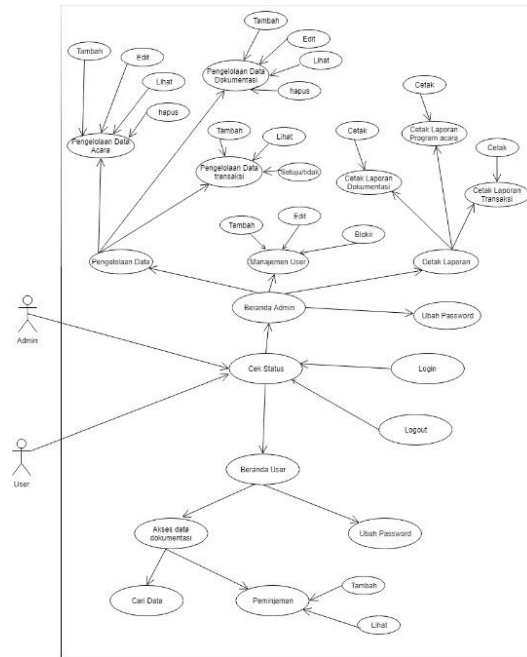 Tambah
Edit
Lihat
hapus
Pengelolaan Data
Acara
Tambah
Edit
Lihat
hapus
Pengelolaan Data
Dokumentasi
Tambah
Lihat
Setuju/tidak
Pengelolaan Data
transaksi
Cetak
Cetak Laporan
Program acara
Cetak
Cetak Laporan
Dokumentasi
Cetak
Cetak Laporan
Transaksi
Tambah
Edit
Blokir
Pengelolaan Data
Manajemen User
Cetak Laporan
Beranda Admin
Ubah Password
Admin
Cek Status
Login
Logout
User
Beranda User
Akses data
dokumentasi
Ubah Password
Cari Data
Peminjaman
Tambah
Lihat